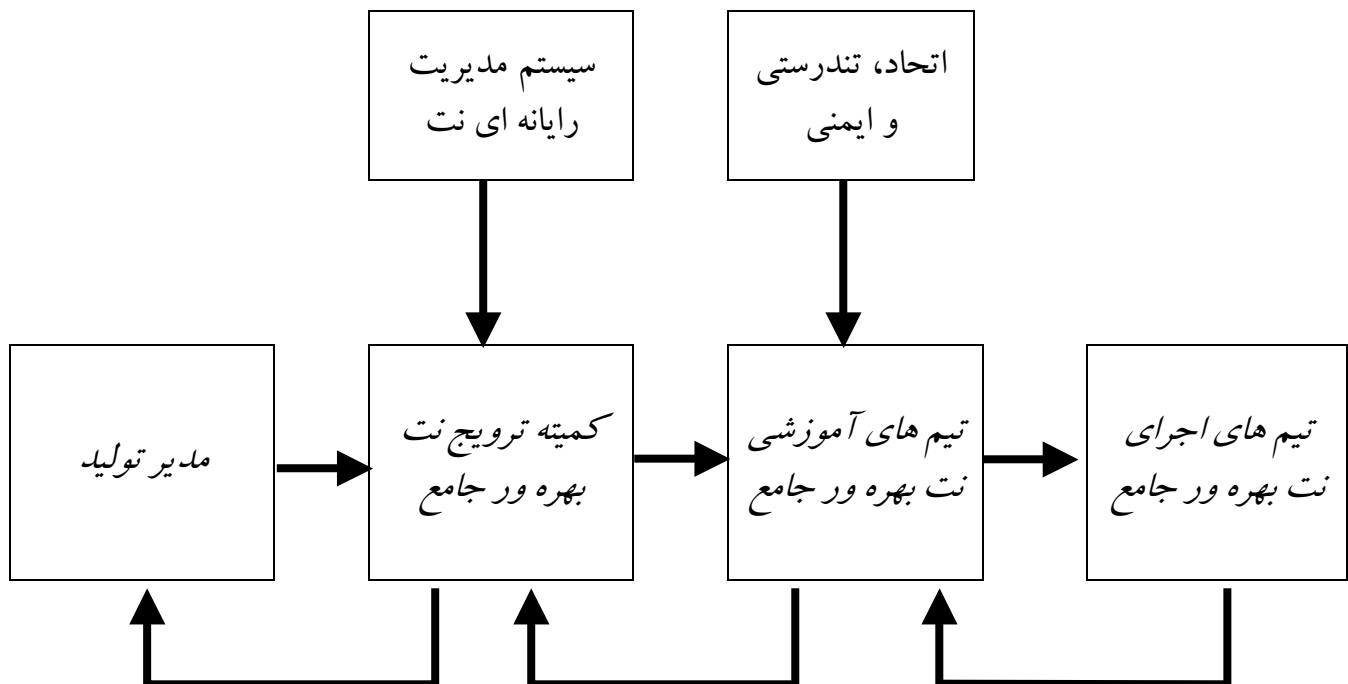 سیستم مدیریت
رایانه ای نت
اتحاد، تندرستی
و ایمنی
مدیر تولید
کمیته ترویج نت
بهره ور جامع
تیم های آموزشی
نت بهره ور جامع
تیم های اجرای
نت بهره ور جامع